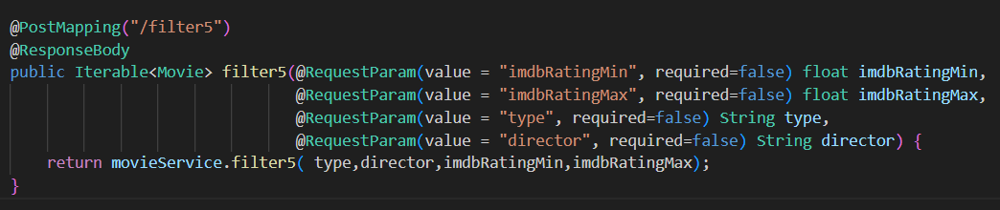 @PostMapping("/filter5")
@ResponseBody
public Iterable<Movie> filter5(@RequestParam(value = "imdbRatingMin", required=false) float imdbRatingMin,
@RequestParam(value = "imdbRatingMax", required=false) float imdbRatingMax,
@RequestParam(value = "type", required=false) String type,
@RequestParam(value = "director", required=false) String director) {
return movieService.filter5( type,director,imdbRatingMin,imdbRatingMax);
}